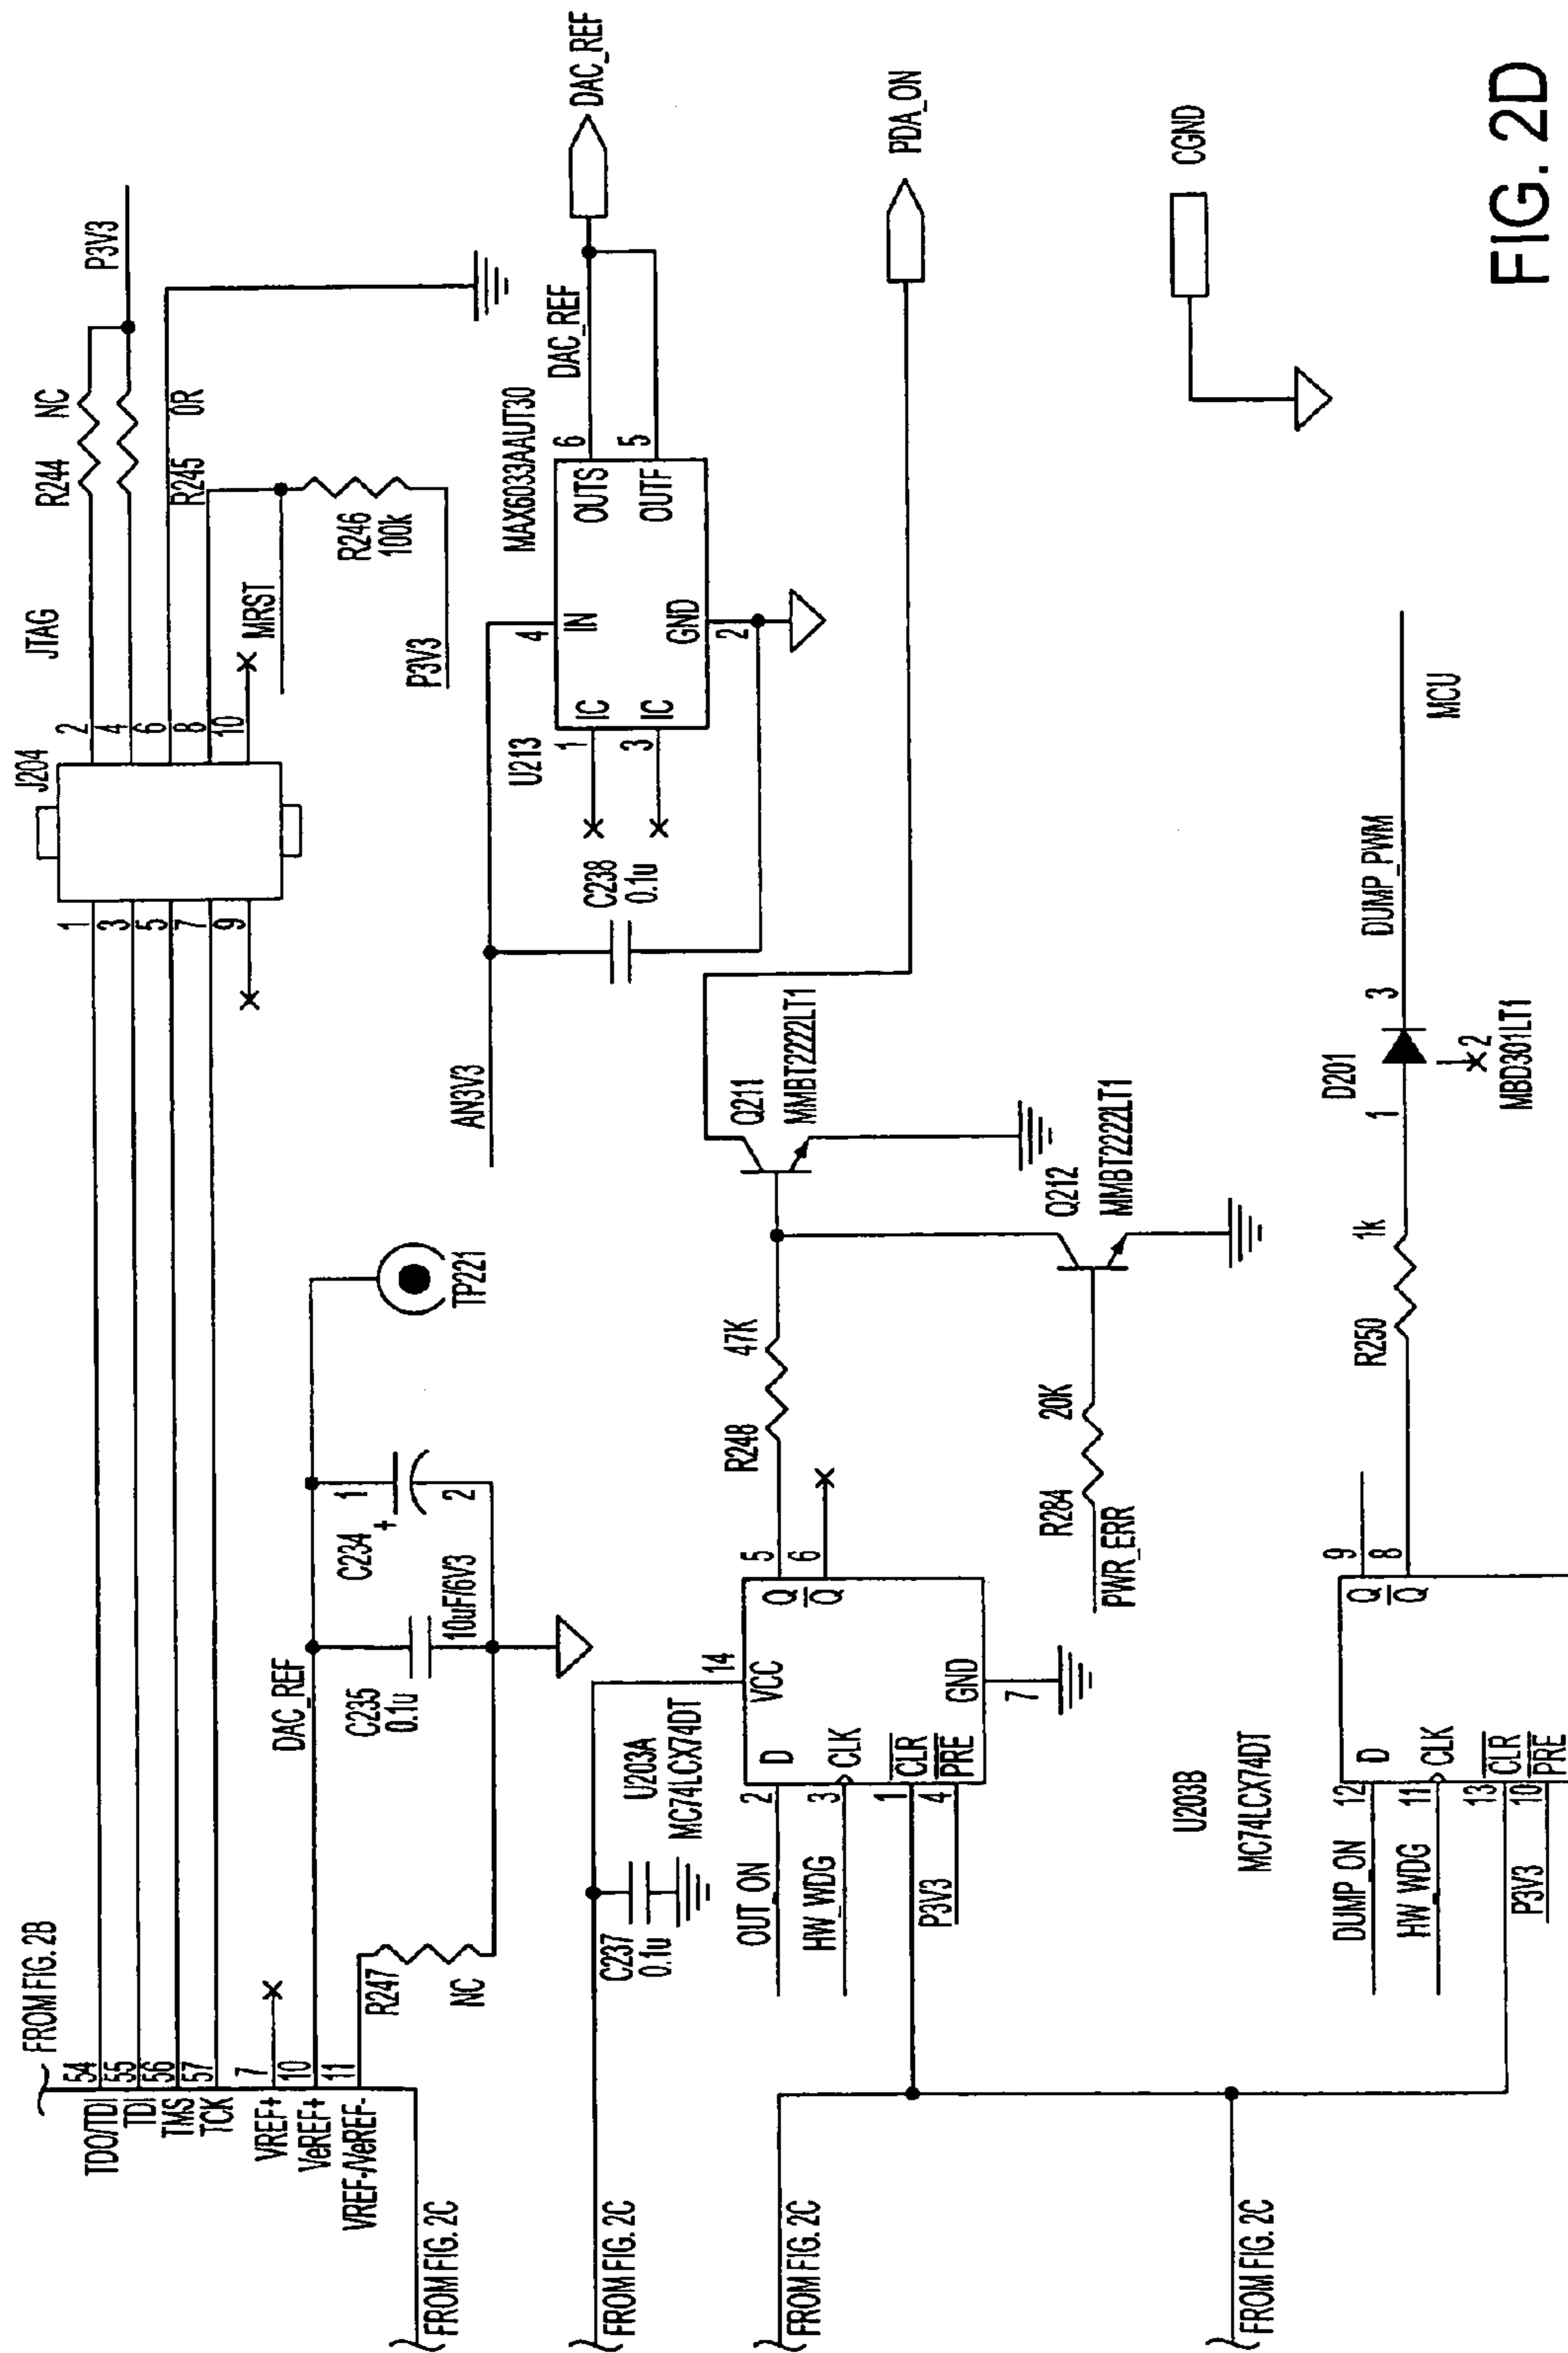 FROM FIG. 2B
54
55
56
57
TDO/TDI
TDI
TMS
TCK
7
10
11
VREF+
VeREF+
VREF-/VeREF-
FROM FIG. 2C
J204
JTAG
1
3
5
7
9
2
4
6
8
10
R244 NC
R245 0R
P3V3
MRST
R246
100k
P3V3
DAC_REF
R247
NC
C235
0.1u
C234
+
1
2
10uF/6V3
TP221
AN3V3
C238
0.1u
U213
MAX6033AAUT30
1
3
4
2
6
5
IC
IC
IN
GND
OUTS
OUTF
DAC_REF
DAC_REF
FROM FIG. 2C
C237
0.1u
U203A
MC74LCX74DT
14
VCC
OUT_ON
2
D
HW_WDG
3
CLK
1
CLR
P3V3
4
PRE
GND
7
Q
5
Q
6
R248 47K
Q211
MMBT2222LT1
PDA_ON
PWR_ERR
R284 20K
Q212
MMBT2222LT1
CGND
FROM FIG. 2C
FROM FIG. 2C
U203B
MC74LCX74DT
DUMP_ON
12
D
HW_WDG
11
CLK
13
CLR
P3V3
10
PRE
Q
9
Q
8
R250 1k
D201
1
3
2
MBD301LT1
DUMP_PWM
MCU
FIG. 2D